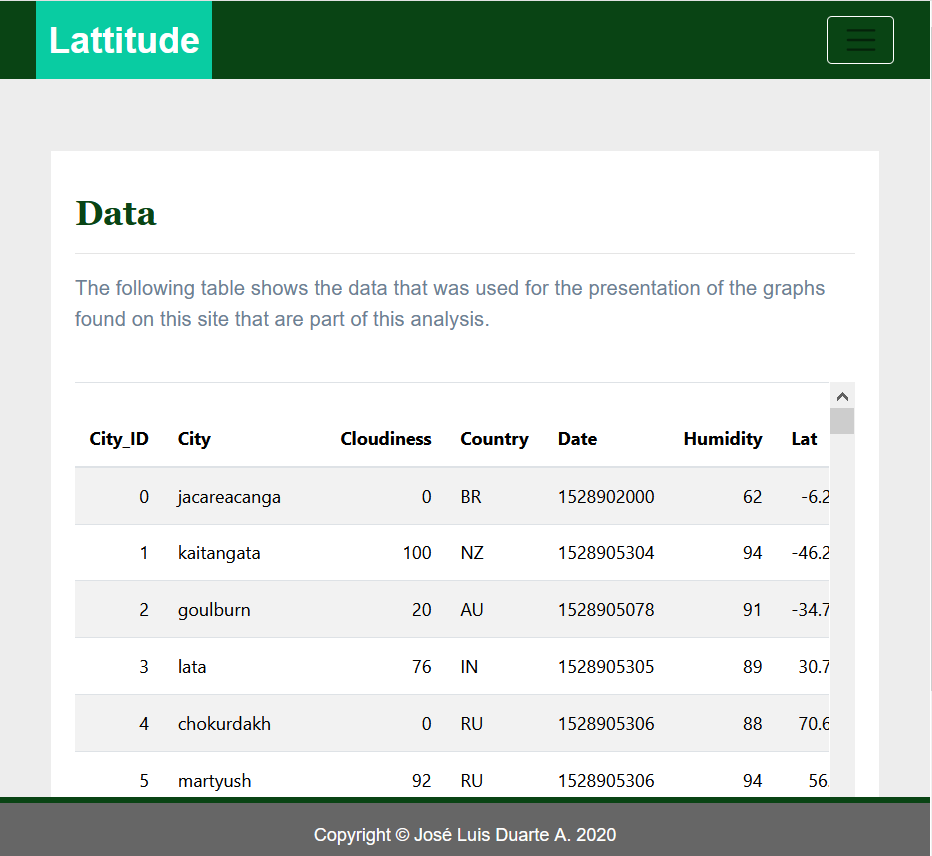 Lattitude
Data
The following table shows the data that was used for the presentation of the graphs
found on this site that are part of this analysis.
City_ID City Cloudiness Country Date Humidity Lat
0 jacareacanga 0 BR 1528902000 62 -6.2
1 kaitangata 100 NZ 1528905304 94 -46.2
2 goulburn 20 AU 1528905078 91 -34.7
3 lata 76 IN 1528905305 89 30.7
4 chokurdakh 0 RU 1528905306 88 70.6
5 martyush 92 RU 1528905306 94 56.
Copyright © José Luis Duarte A. 2020